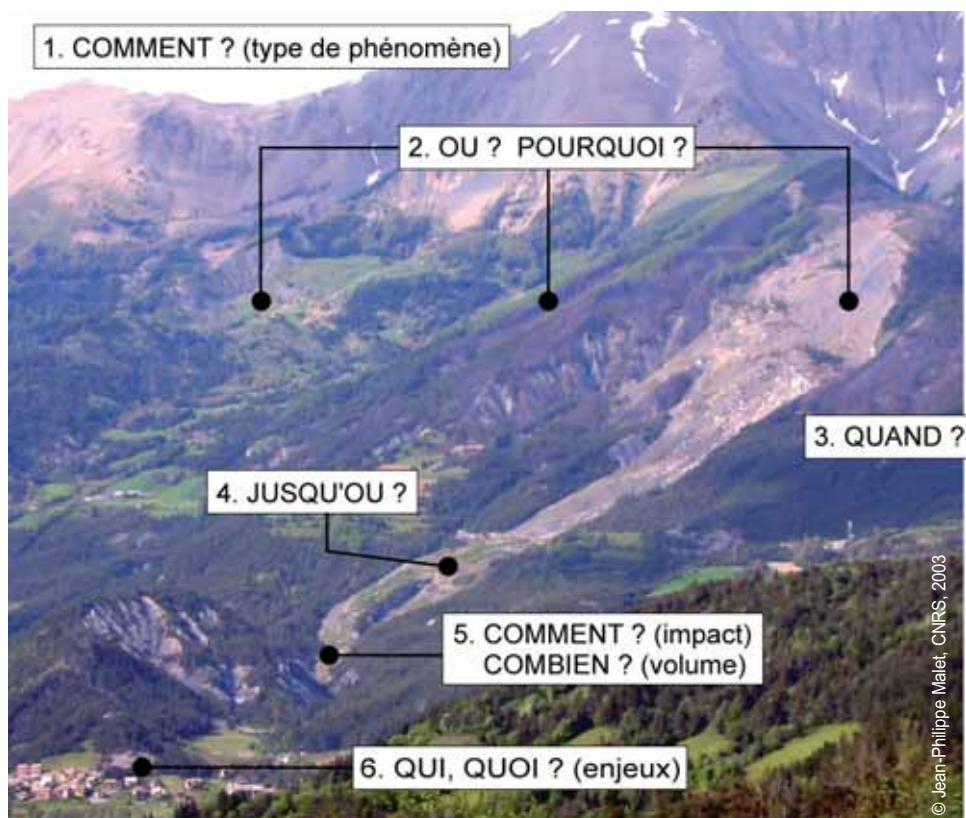 1. COMMENT ? (type de phénomène)
2. OU ?  POURQUOI ?
3. QUAND ?
4. JUSQU'OU ?
5. COMMENT ? (impact)
COMBIEN ? (volume)
6. QUI, QUOI ? (enjeux)
© Jean-Philippe Malet, CNRS, 2003